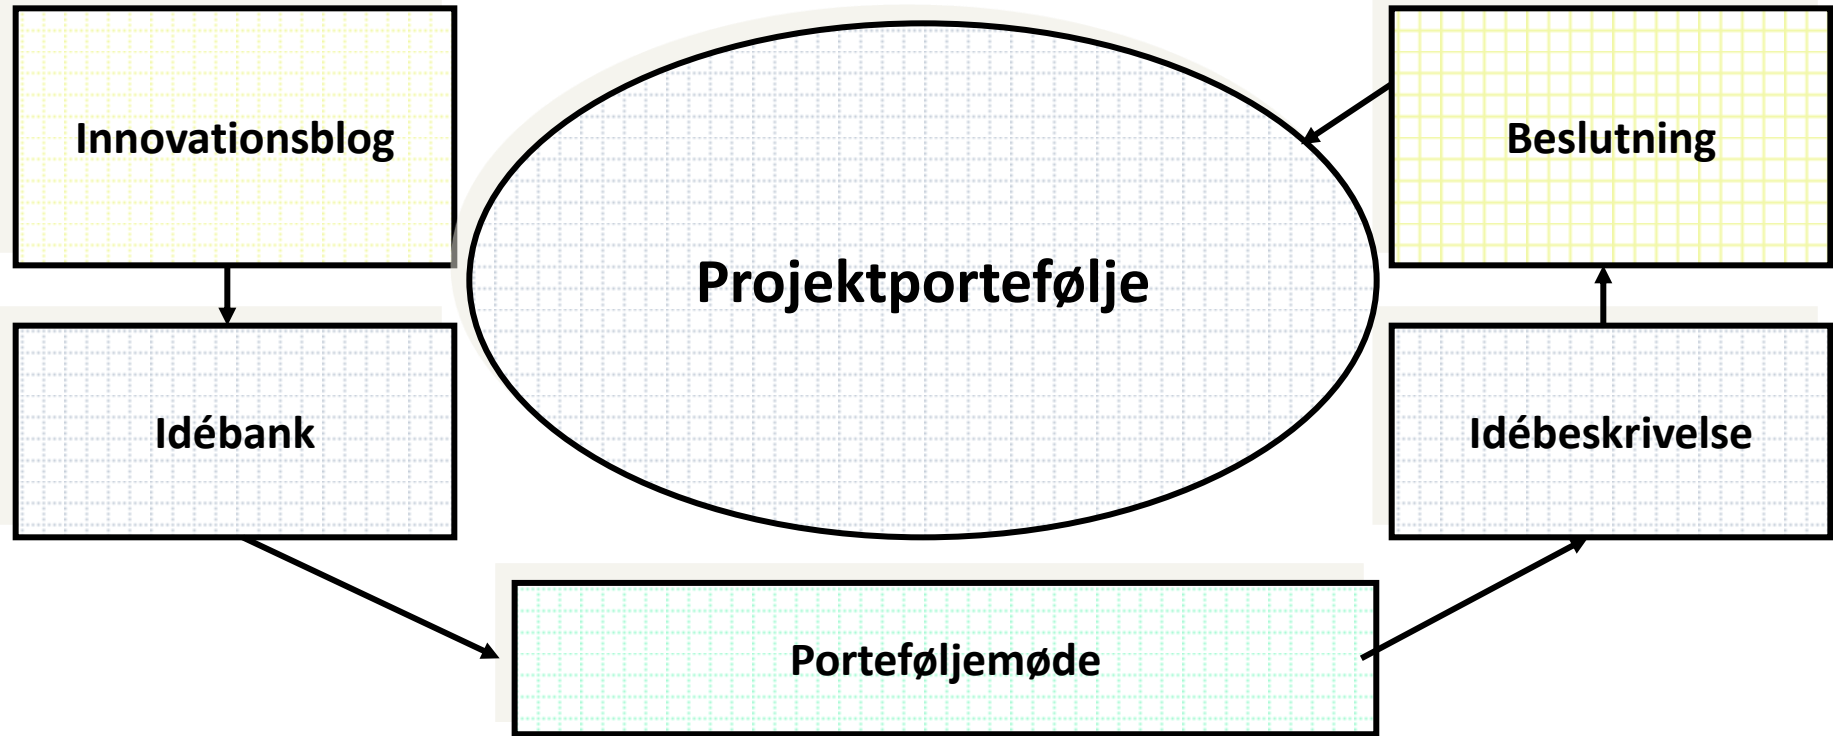 Innovationsblog
Beslutning
Projektportefølje
Idébank
Idébeskrivelse
Porteføljemøde